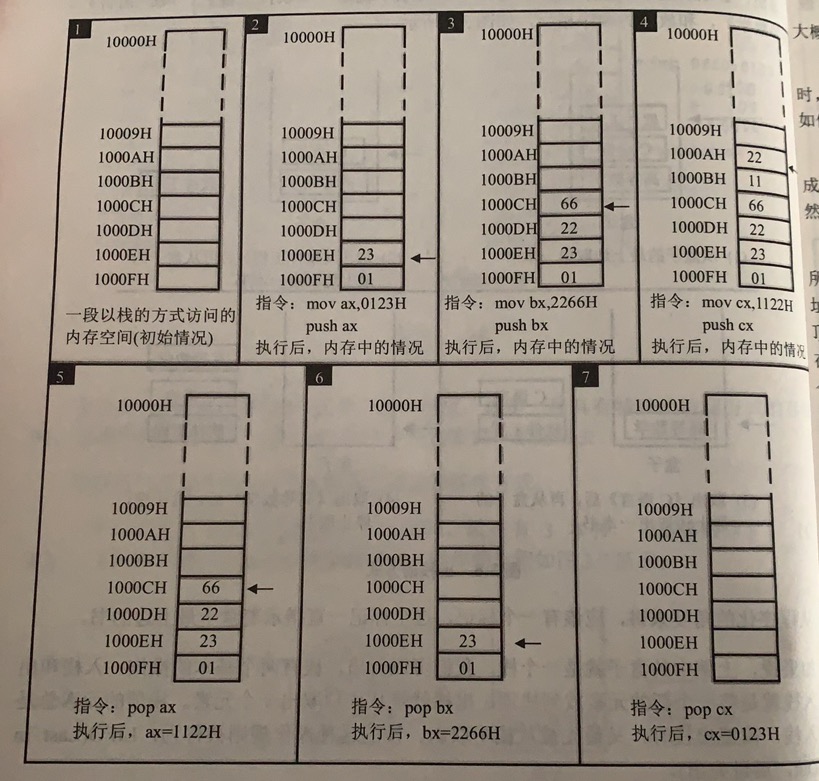 1
10000H
10009H
1000AH
1000BH
1000CH
1000DH
1000EH
1000FH
一段以栈的方式访问的
内存空间(初始情况)
2
10000H
10009H
1000AH
1000BH
1000CH
1000DH
1000EH 23
1000FH 01
指令：mov ax,0123H
push ax
执行后，内存中的情况
3
10000H
10009H
1000AH
1000BH
1000CH 66
1000DH 22
1000EH 23
1000FH 01
指令：mov bx,2266H
push bx
执行后，内存中的情况
4
10000H
10009H
1000AH 22
1000BH 11
1000CH 66
1000DH 22
1000EH 23
1000FH 01
指令：mov cx,1122H
push cx
执行后，内存中的情况
5
10000H
10009H
1000AH
1000BH
1000CH 66
1000DH 22
1000EH 23
1000FH 01
指令：pop ax
执行后，ax=1122H
6
10000H
10009H
1000AH
1000BH
1000CH
1000DH
1000EH 23
1000FH 01
指令：pop bx
执行后，bx=2266H
7
10000H
10009H
1000AH
1000BH
1000CH
1000DH
1000EH
1000FH
指令：pop cx
执行后，cx=0123H
大概
时，
如
成
然
所